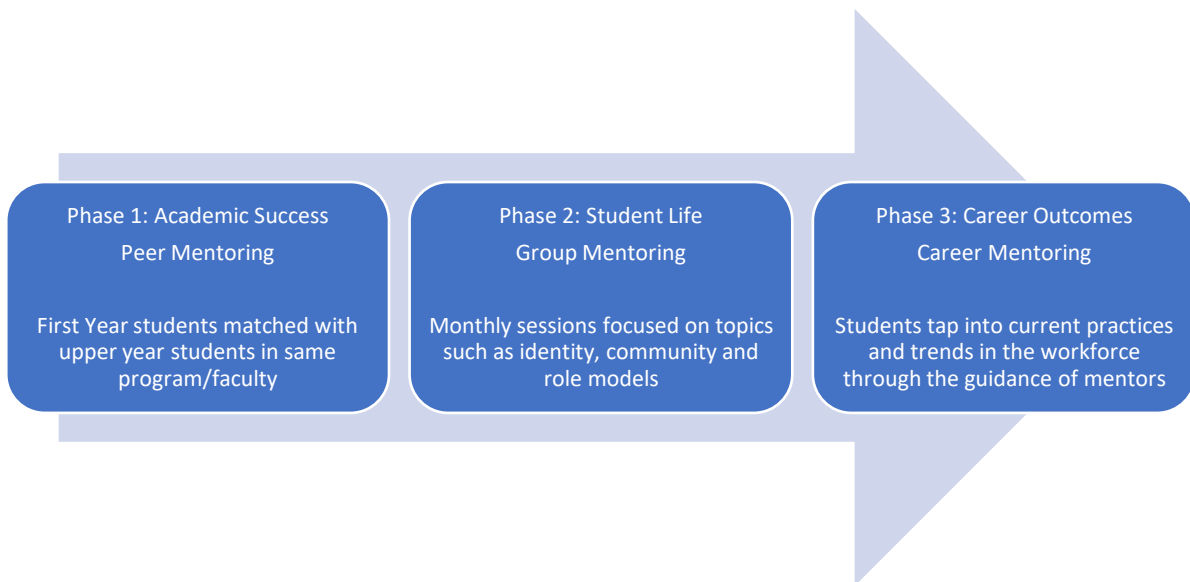 Phase 1: Academic Success
Peer Mentoring
First Year students matched with
upper year students in same
program/faculty
Phase 2: Student Life
Group Mentoring
Monthly sessions focused on topics
such as identity, community and
role models
Phase 3: Career Outcomes
Career Mentoring
Students tap into current practices
and trends in the workforce
through the guidance of mentors